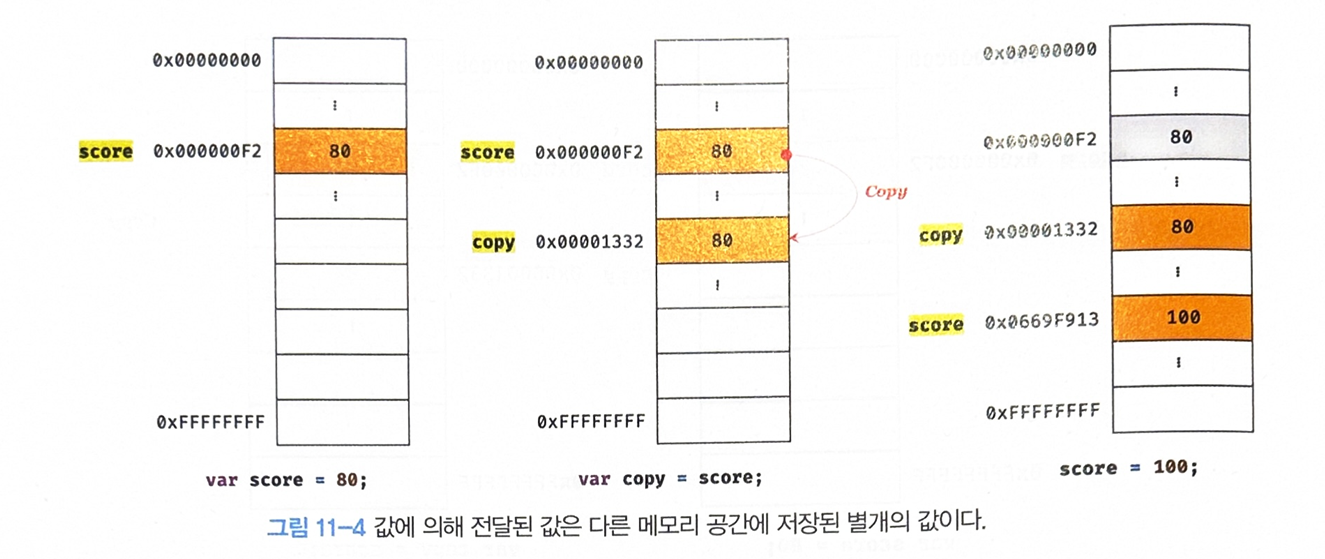 0x00000000
⋮
score 0x000000F2 80
⋮
0xFFFFFFFF
var score = 80;
0x00000000
⋮
score 0x000000F2 80
⋮
Copy
copy 0x00001332 80
⋮
0xFFFFFFFF
var copy = score;
0x00000000
⋮
0x000000F2 80
⋮
copy 0x00001332 80
⋮
score 0x0669F913 100
⋮
0xFFFFFFFF
score = 100;
그림 11-4 값에 의해 전달된 값은 다른 메모리 공간에 저장된 별개의 값이다.